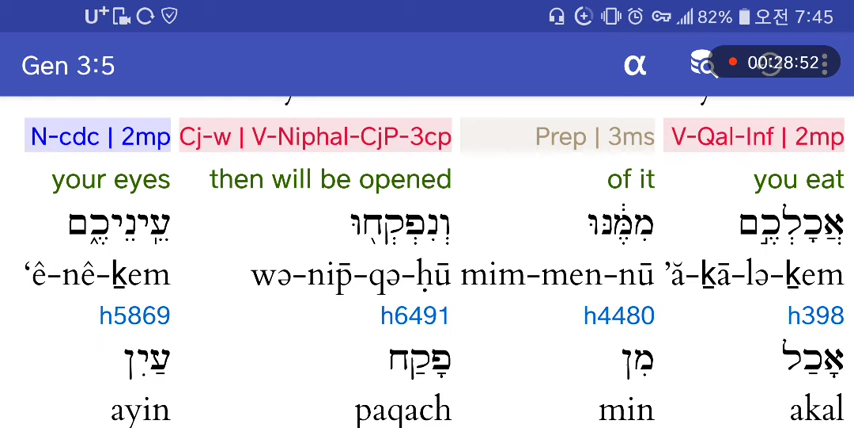 U+ 82% 오전 7:45
Gen 3:5 α 00:28:52
N-cdc | 2mp Cj-w | V-Niphal-CjP-3cp Prep | 3ms V-Qal-Inf | 2mp
your eyes then will be opened of it you eat
עֵֽינֵיכֶ֑ם וְנִפְקְח֖וּ מִמֶּ֔נּוּ אֲכָלְכֶ֣ם
‘ê-nê-ḵem wə-nip̄-qə-ḥū mim-men-nū ’ă-ḵā-lə-ḵem
h5869 h6491 h4480 h398
עַיִן פָּקַח מִן אָכַל
ayin paqach min akal